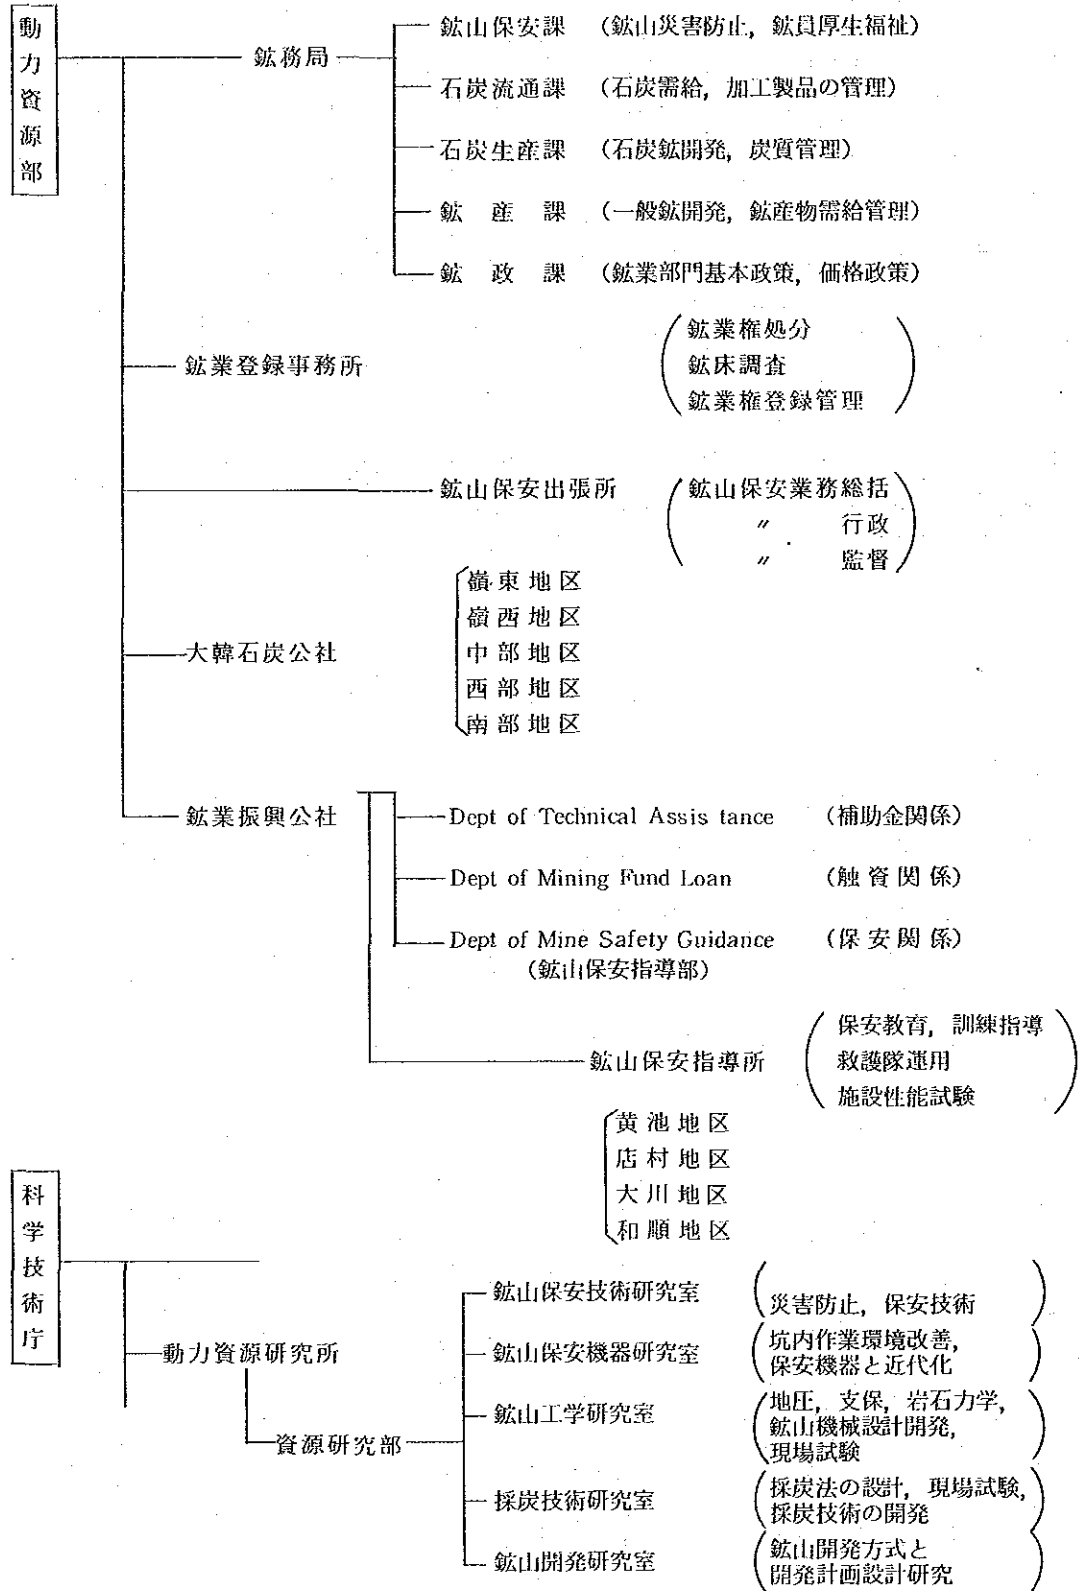 動力資源部
鉱務局
鉱山保安課 (鉱山災害防止, 鉱員厚生福祉)
石炭流通課 (石炭需給, 加工製品の管理)
石炭生産課 (石炭鉱開発, 炭質管理)
鉱産課 (一般鉱開発, 鉱産物需給管理)
鉱政課 (鉱業部門基本政策, 価格政策)
鉱業登録事務所
鉱業権処分
鉱床調査
鉱業権登録管理
鉱山保安出張所
鉱山保安業務総括
〃 行政
〃 監督
嶺東地区
嶺西地区
中部地区
西部地区
南部地区
大韓石炭公社
鉱業振興公社
Dept of Technical Assis tance (補助金関係)
Dept of Mining Fund Loan (触資関係)
Dept of Mine Safety Guidance (保安関係)
(鉱山保安指導部)
鉱山保安指導所
保安教育, 訓練指導
救護隊運用
施設性能試験
黄池地区
店村地区
大川地区
和順地区
科学技術庁
動力資源研究所
資源研究部
鉱山保安技術研究室
災害防止, 保安技術
鉱山保安機器研究室
坑内作業環境改善,
保安機器と近代化
鉱山工学研究室
地圧, 支保, 岩石力学,
鉱山機械設計開発,
現場試験
採炭技術研究室
採炭法の設計, 現場試験,
採炭技術の開発
鉱山開発研究室
鉱山開発方式と
開発計画設計研究